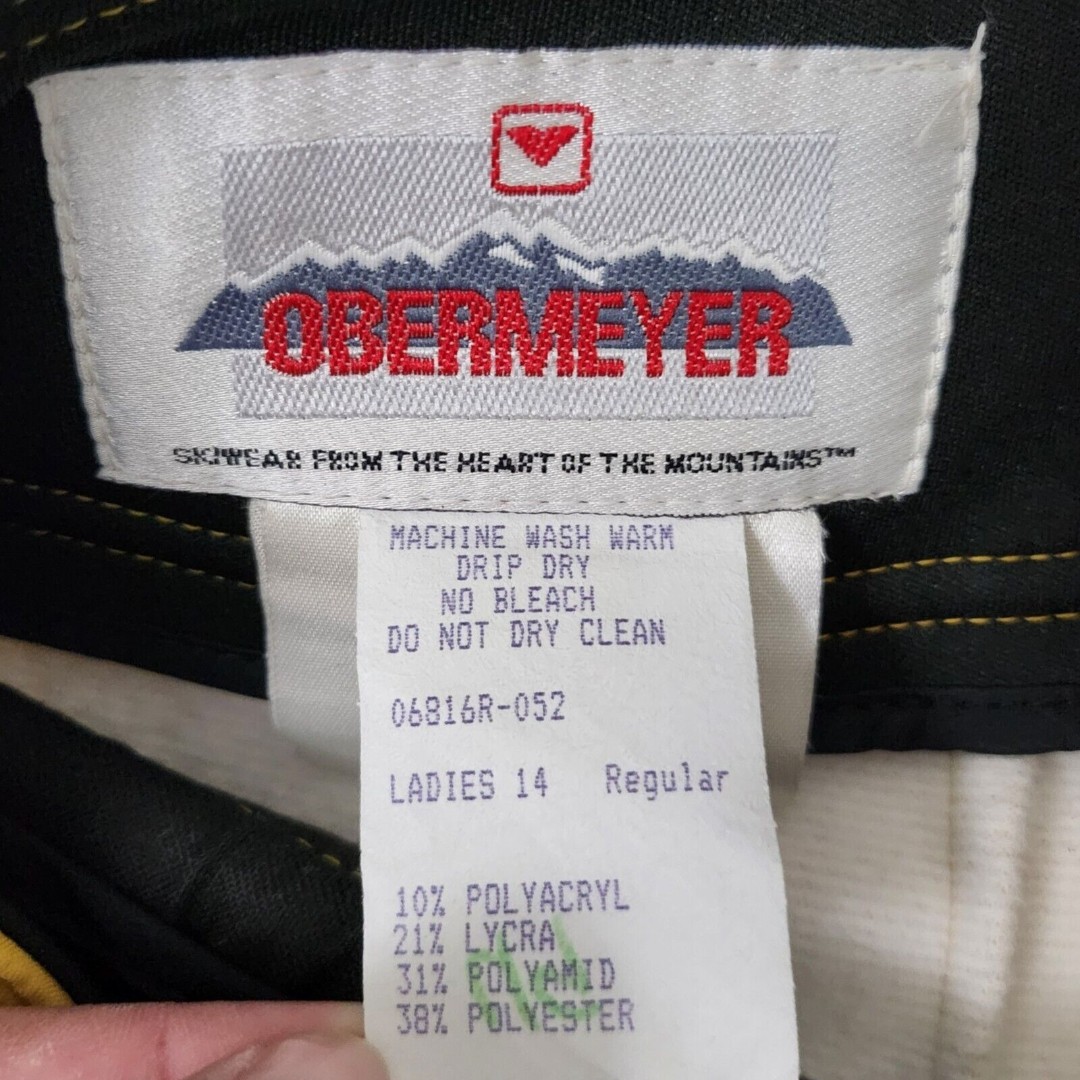 OBERMEYER
SKIWEAR FROM THE HEART OF THE MOUNTAINS™
MACHINE WASH WARM
DRIP DRY
NO BLEACH
DO NOT DRY CLEAN
06816R-052
LADIES 14 Regular
10% POLYACRYL
21% LYCRA
31% POLYAMID
38% POLYESTER